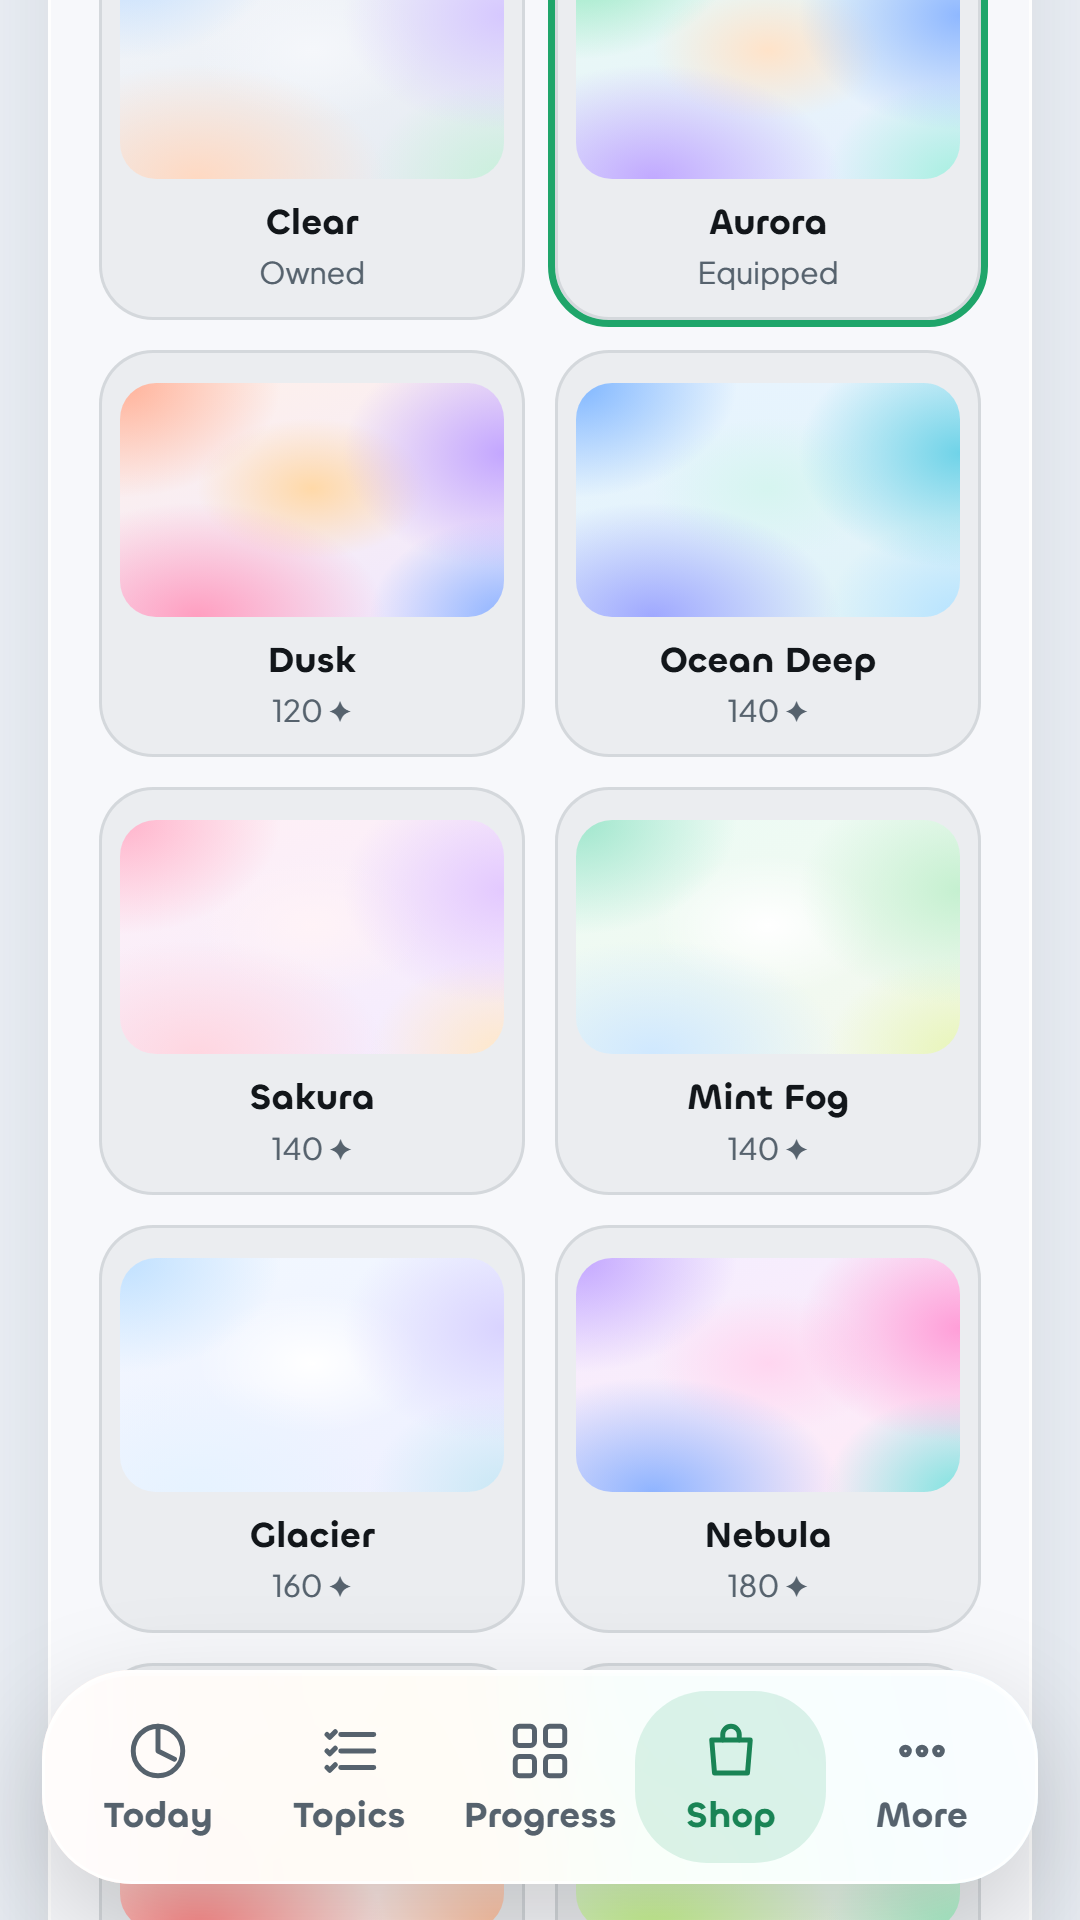 Clear
Owned
Aurora
Equipped
Dusk
120 ✦
Ocean Deep
140 ✦
Sakura
140 ✦
Mint Fog
140 ✦
Glacier
160 ✦
Nebula
180 ✦
Today
Topics
Progress
Shop
More